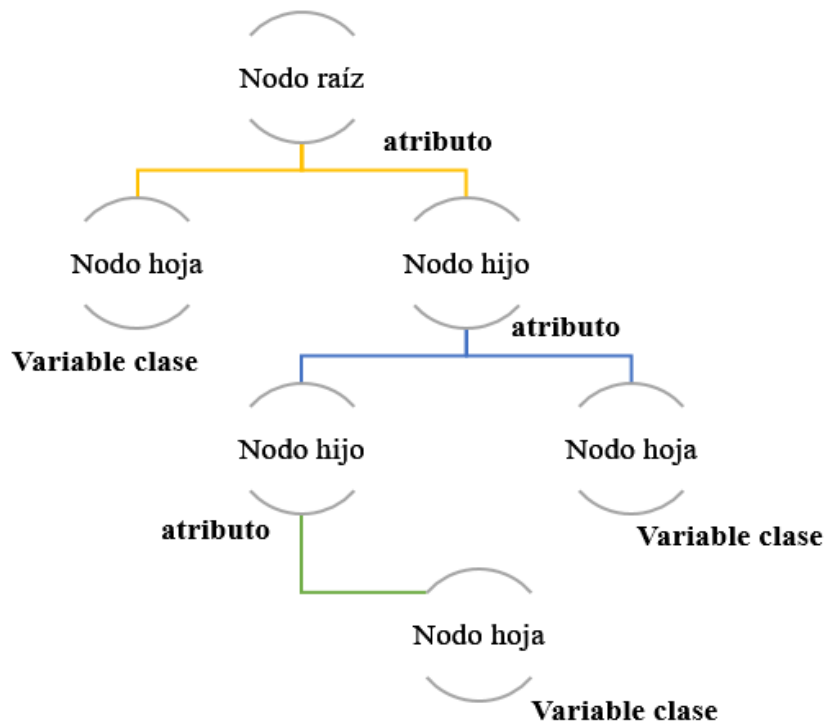 Nodo raíz
atributo
Nodo hoja
Nodo hijo
Variable clase
atributo
Nodo hijo
Nodo hoja
atributo
Variable clase
Nodo hoja
Variable clase